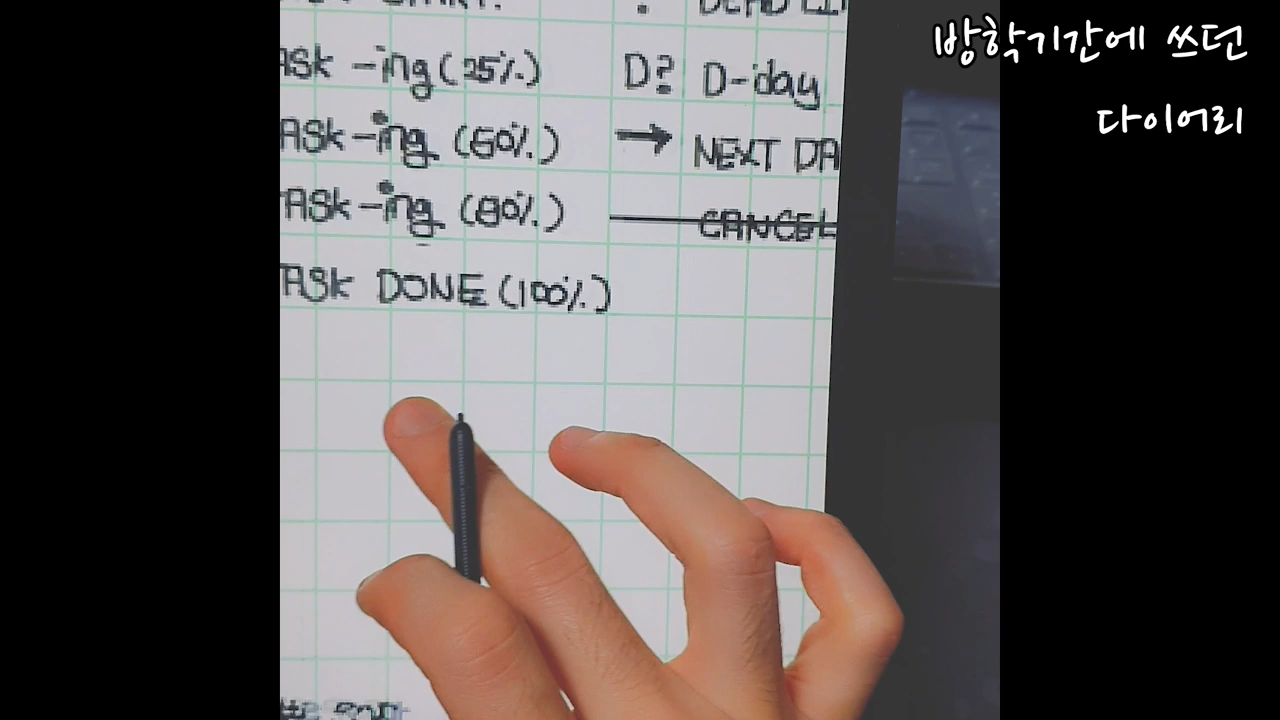 방학기간에 쓰던
다이어리
ASK -ing (25%.) D? D-day
ASK -ing (50%.) → NEXT DA
ASK -ing (80%.) CANCEL
ASK DONE (100%.)